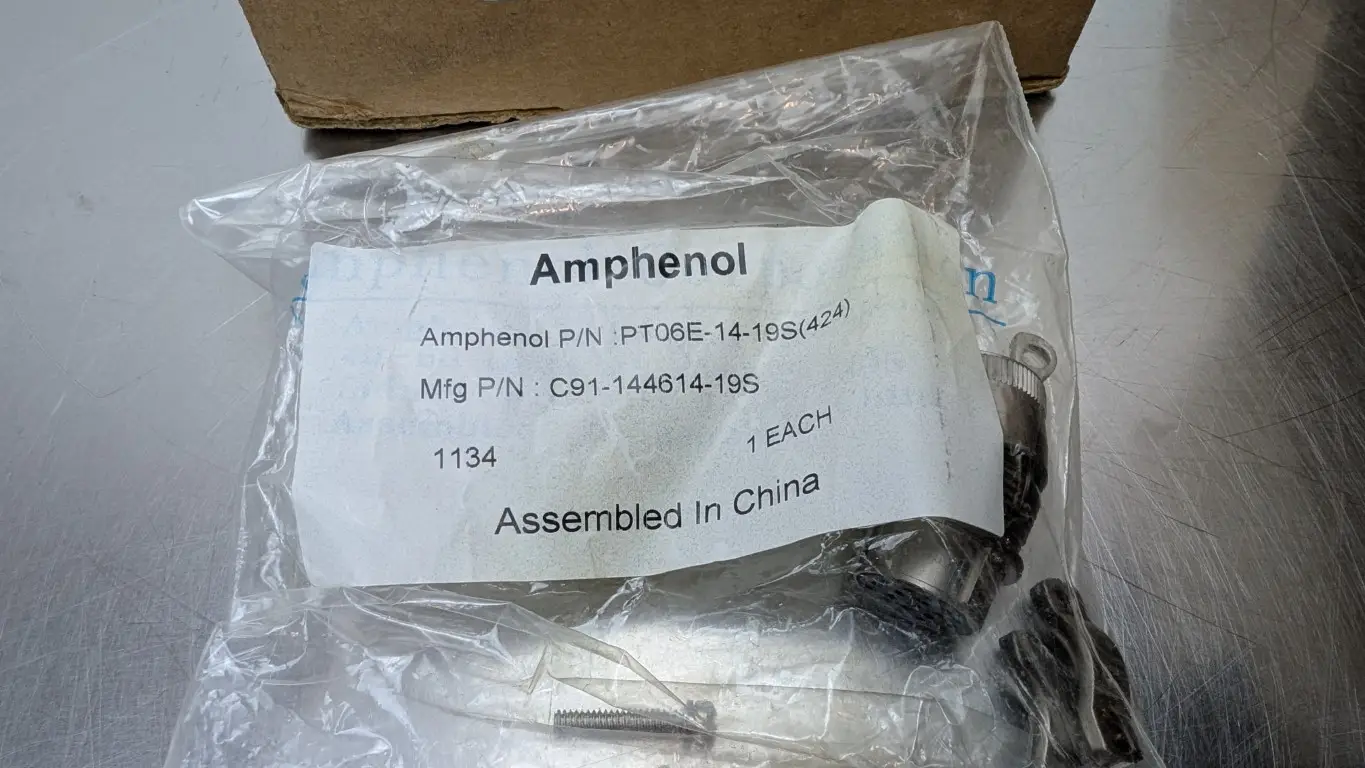 Amphenol
Amphenol P/N :PT06E-14-19S(424)
Mfg P/N : C91-144614-19S
1134
1 EACH
Assembled In China